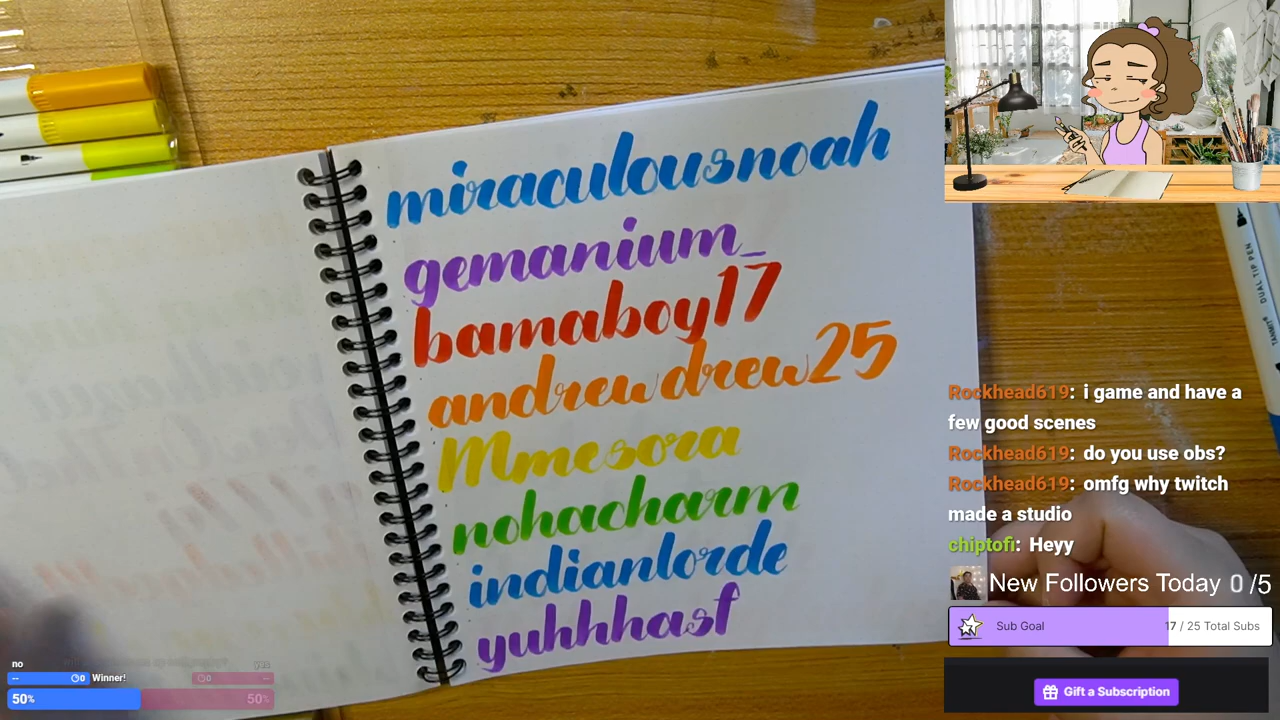 miraculousnoah
gemanium_
bamaboy17
andrewdrew25
Mmesora
nohacharm
indianlorde
yuhhhasf
DUAL TIP PEN
Rockhead619: i game and have a
few good scenes
Rockhead619: do you use obs?
Rockhead619: omfg why twitch
made a studio
chiptofi: Heyy
New Followers Today 0 /5
Sub Goal 17 / 25 Total Subs
Gift a Subscription
no
-- 0 Winner! 0 --
50% 50%